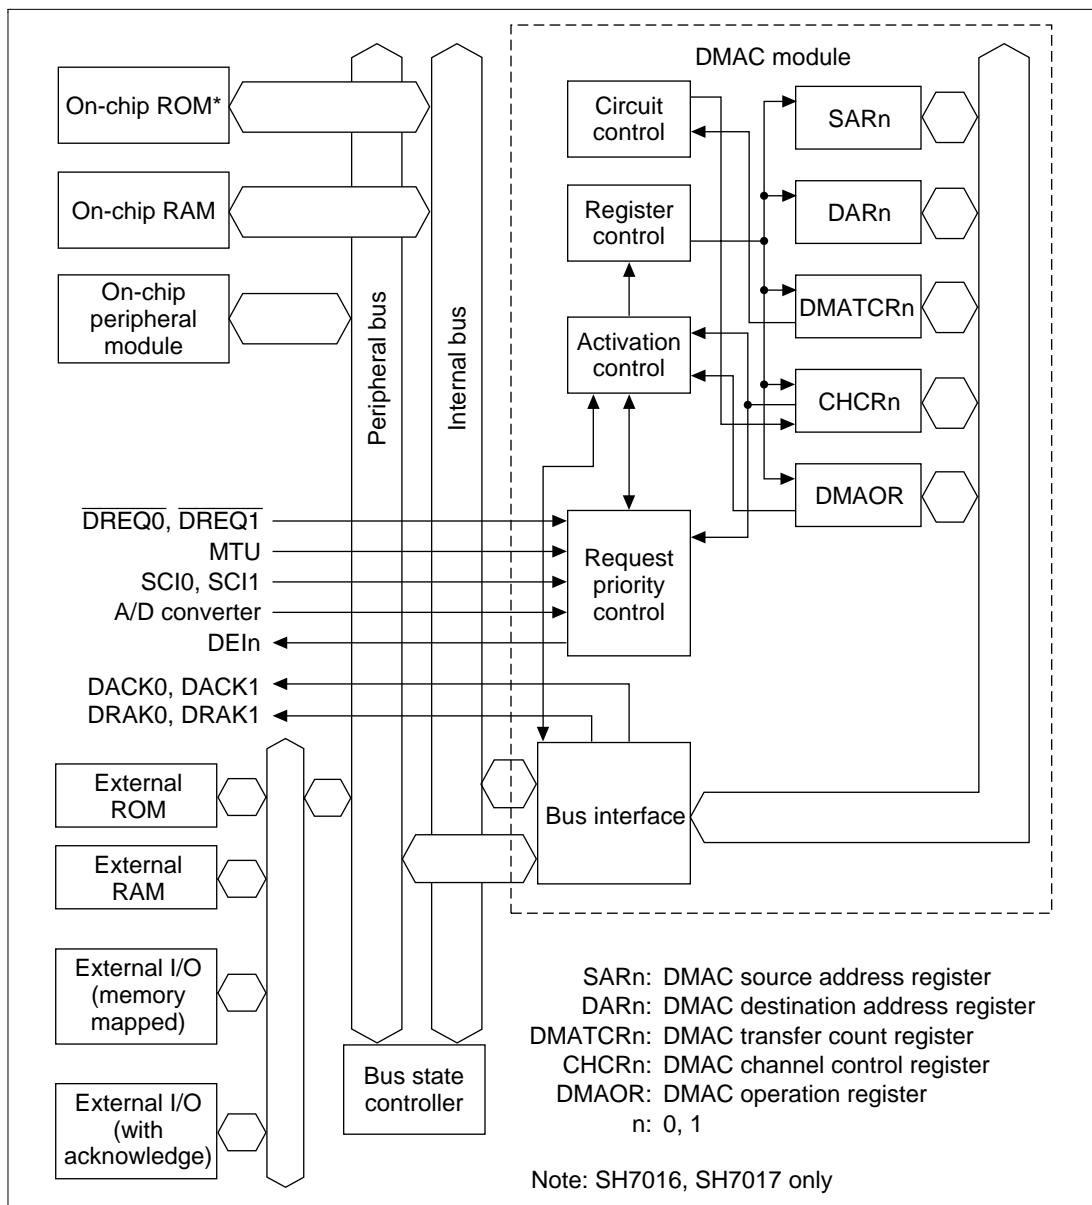 DMAC module
On-chip ROM*
On-chip RAM
On-chip
peripheral
module
Peripheral bus
Internal bus
Circuit
control
Register
control
Activation
control
Request
priority
control
SARn
DARn
DMATCRn
CHCRn
DMAOR
DREQ0, DREQ1
MTU
SCI0, SCI1
A/D converter
DEIn
DACK0, DACK1
DRAK0, DRAK1
External
ROM
External
RAM
External I/O
(memory
mapped)
External I/O
(with
acknowledge)
Bus interface
Bus state
controller
SARn: DMAC source address register
DARn: DMAC destination address register
DMATCRn: DMAC transfer count register
CHCRn: DMAC channel control register
DMAOR: DMAC operation register
n: 0, 1
Note: SH7016, SH7017 only